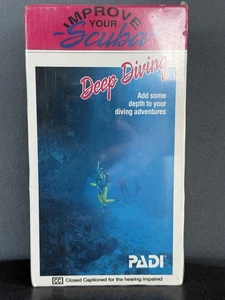 IMPROVE
YOUR
Scuba
Deep Diving
Add some
depth to your
diving adventures
PADI
CC Closed Captioned for the hearing impaired